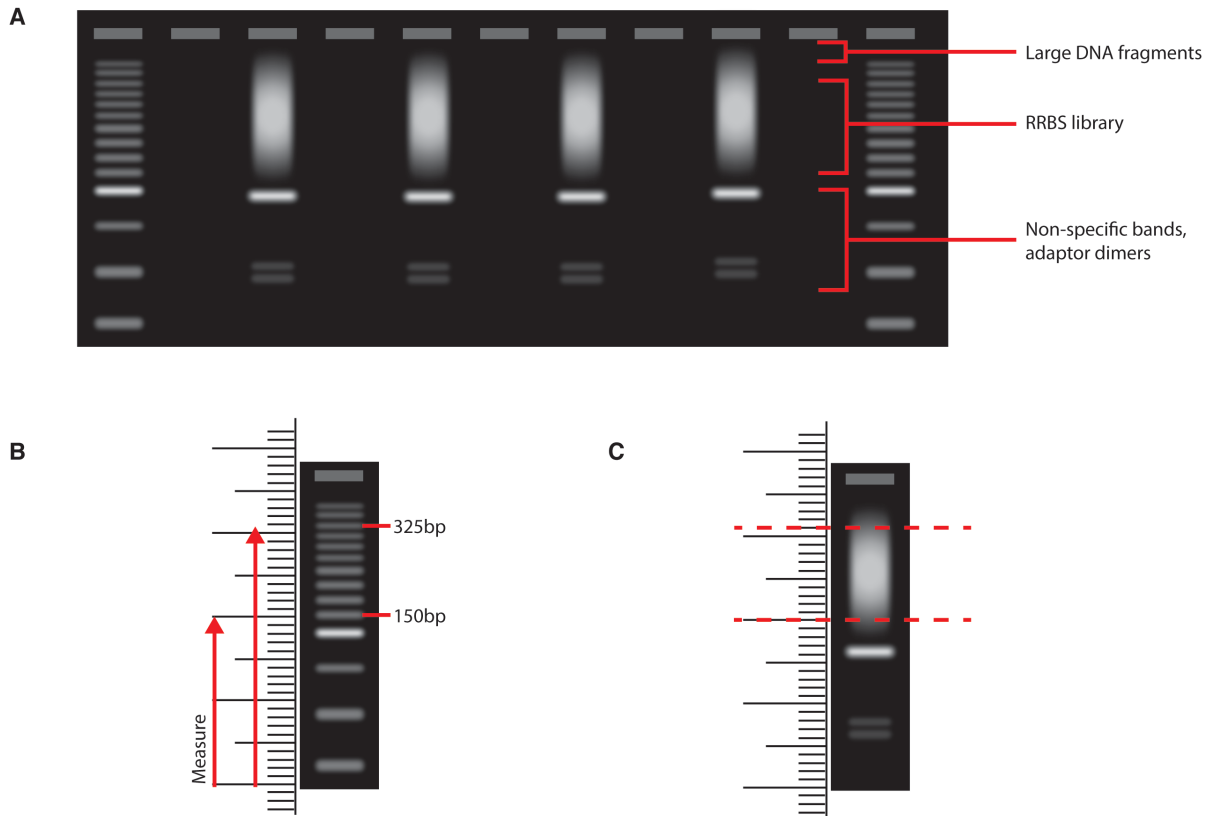 A
Large DNA fragments
RRBS library
Non-specific bands,
adaptor dimers
B
325bp
150bp
Measure
C